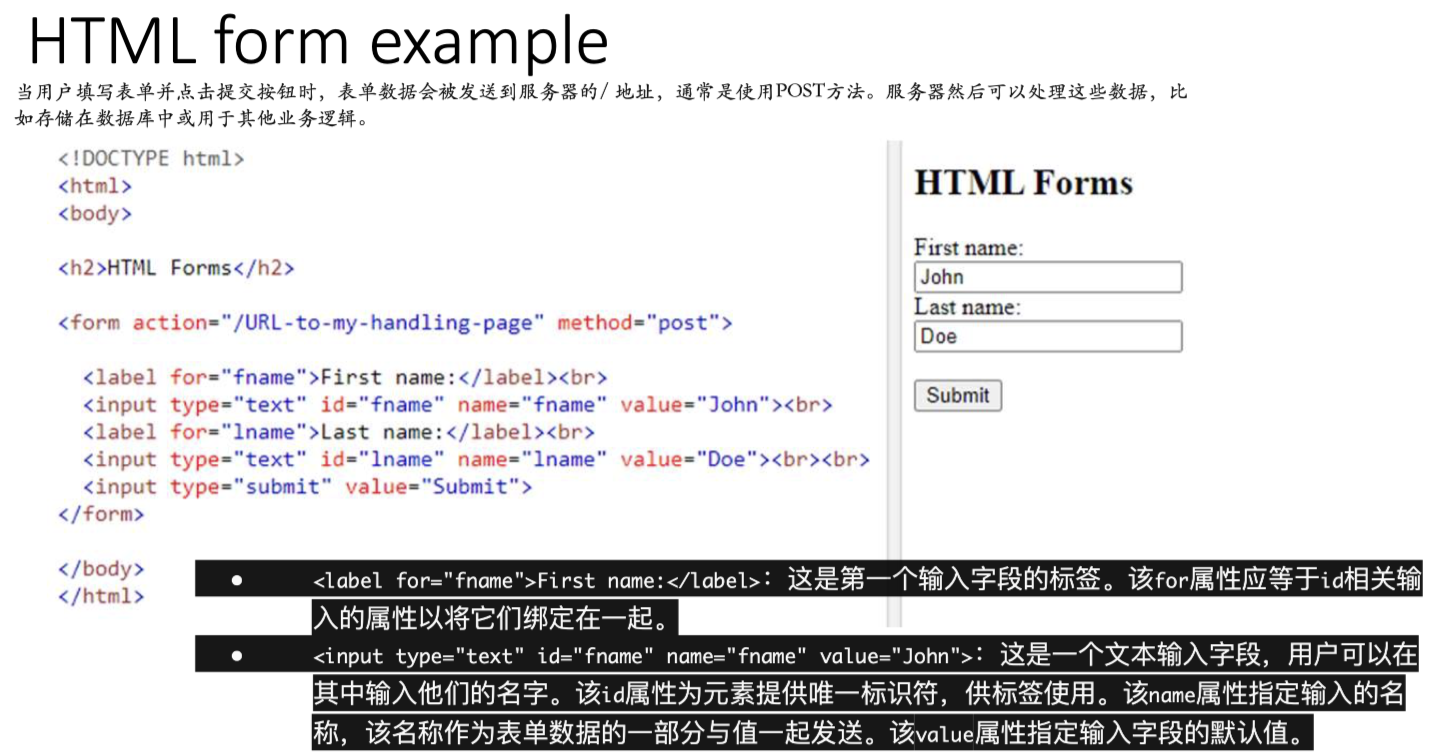 HTML form example
当用户填写表单并点击提交按钮时，表单数据会被发送到服务器的/ 地址，通常是使用POST方法。服务器然后可以处理这些数据，比
如存储在数据库中或用于其他业务逻辑。
<!DOCTYPE html>
<html>
<body>
<h2>HTML Forms</h2>
<form action="/URL-to-my-handling-page" method="post">
<label for="fname">First name:</label><br>
<input type="text" id="fname" name="fname" value="John"><br>
<label for="lname">Last name:</label><br>
<input type="text" id="lname" name="lname" value="Doe"><br><br>
<input type="submit" value="Submit">
</form>
</body>
</html>
HTML Forms
First name:
John
Last name:
Doe
Submit
• <label for="fname">First name:</label>：这是第一个输入字段的标签。该for属性应等于id相关输
入的属性以将它们绑定在一起。
• <input type="text" id="fname" name="fname" value="John">：这是一个文本输入字段，用户可以在
其中输入他们的名字。该id属性为元素提供唯一标识符，供标签使用。该name属性指定输入的名
称，该名称作为表单数据的一部分与值一起发送。该value属性指定输入字段的默认值。